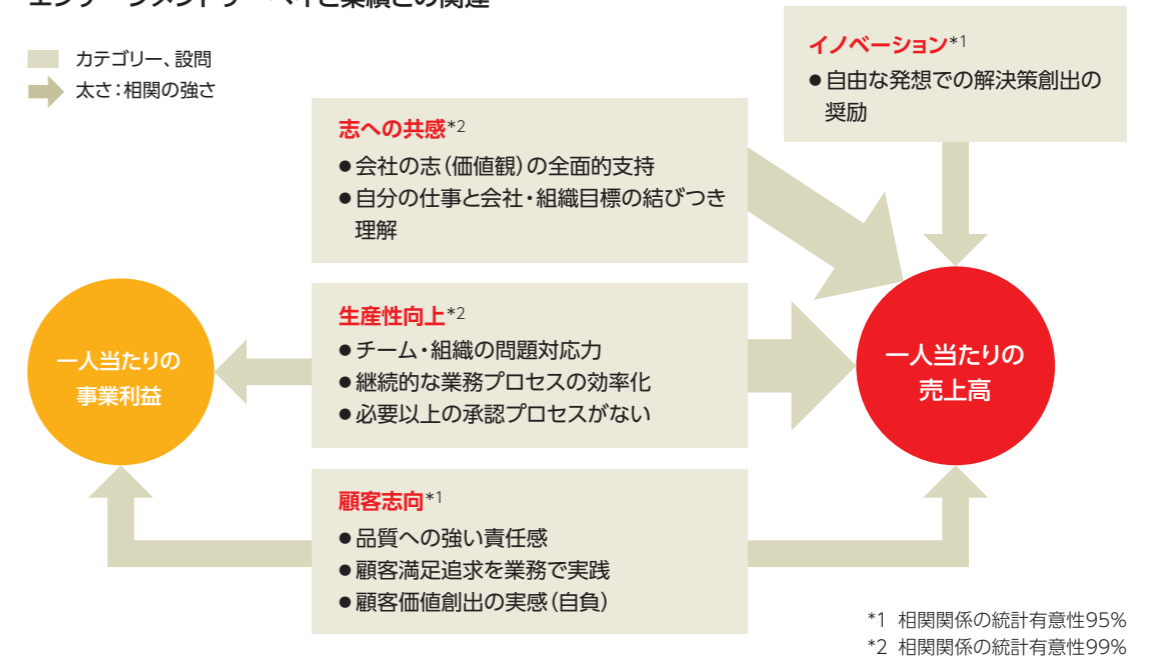 カテゴリー、設問
太さ：相関の強さ
イノベーション*1
●自由な発想での解決策創出の
奨励
志への共感*2
●会社の志（価値観）の全面的支持
●自分の仕事と会社・組織目標の結びつき
理解
生産性向上*2
●チーム・組織の問題対応力
●継続的な業務プロセスの効率化
●必要以上の承認プロセスがない
一人当たりの
事業利益
一人当たりの
売上高
顧客志向*1
●品質への強い責任感
●顧客満足追求を業務で実践
●顧客価値創出の実感（自負）
*1 相関関係の統計有意性95%
*2 相関関係の統計有意性99%